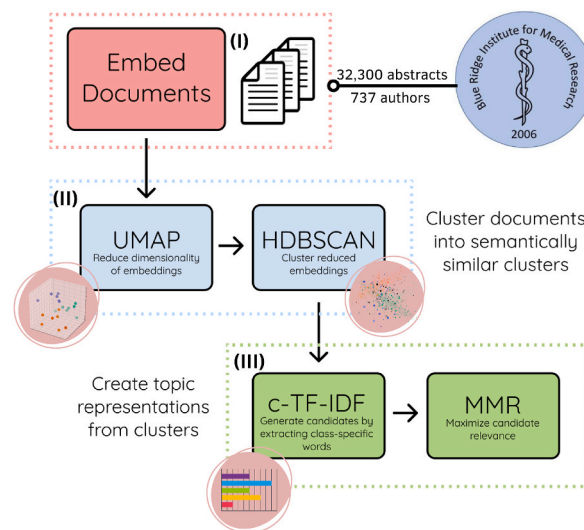 (I)
Embed
Documents
32,300 abstracts
737 authors
Blue Ridge Institute for Medical Research
2006
(II)
UMAP
Reduce dimensionality
of embeddings
HDBSCAN
Cluster reduced
embeddings
Cluster documents
into semantically
similar clusters
(III)
Create topic
representations
from clusters
c-TF-IDF
Generate candidates by
extracting class-specific
words
MMR
Maximize candidate
relevance